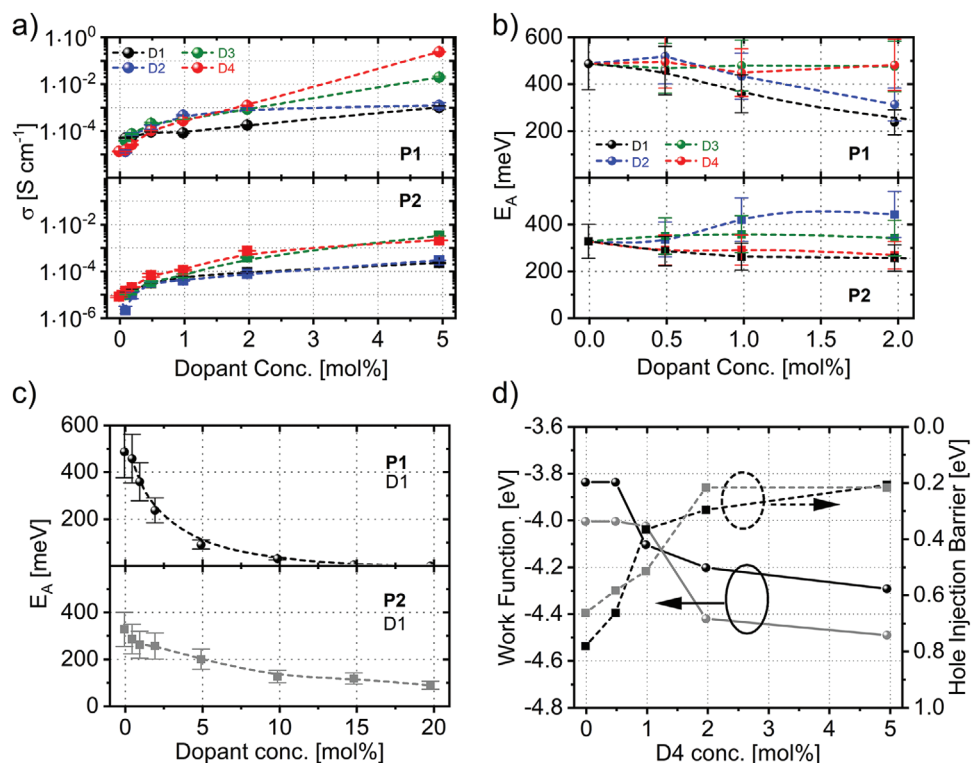 a)
σ [S cm⁻¹]
1·10⁰
1·10⁻²
1·10⁻⁴
1·10⁻²
1·10⁻⁴
1·10⁻⁶
D1 D3
D2 D4
P1
P2
0 1 2 3 4 5
Dopant Conc. [mol%]
b)
E_A [meV]
600
400
200
400
200
0
D1 D3
D2 D4
P1
P2
0.0 0.5 1.0 1.5 2.0
Dopant Conc. [mol%]
c)
E_A [meV]
600
400
200
400
200
0
P1
D1
P2
D1
0 5 10 15 20
Dopant conc. [mol%]
d)
Work Function [eV]
-3.6
-3.8
-4.0
-4.2
-4.4
-4.6
-4.8
0 1 2 3 4 5
D4 conc. [mol%]
0.0
0.2
0.4
0.6
0.8
1.0
Hole Injection Barrier [eV]